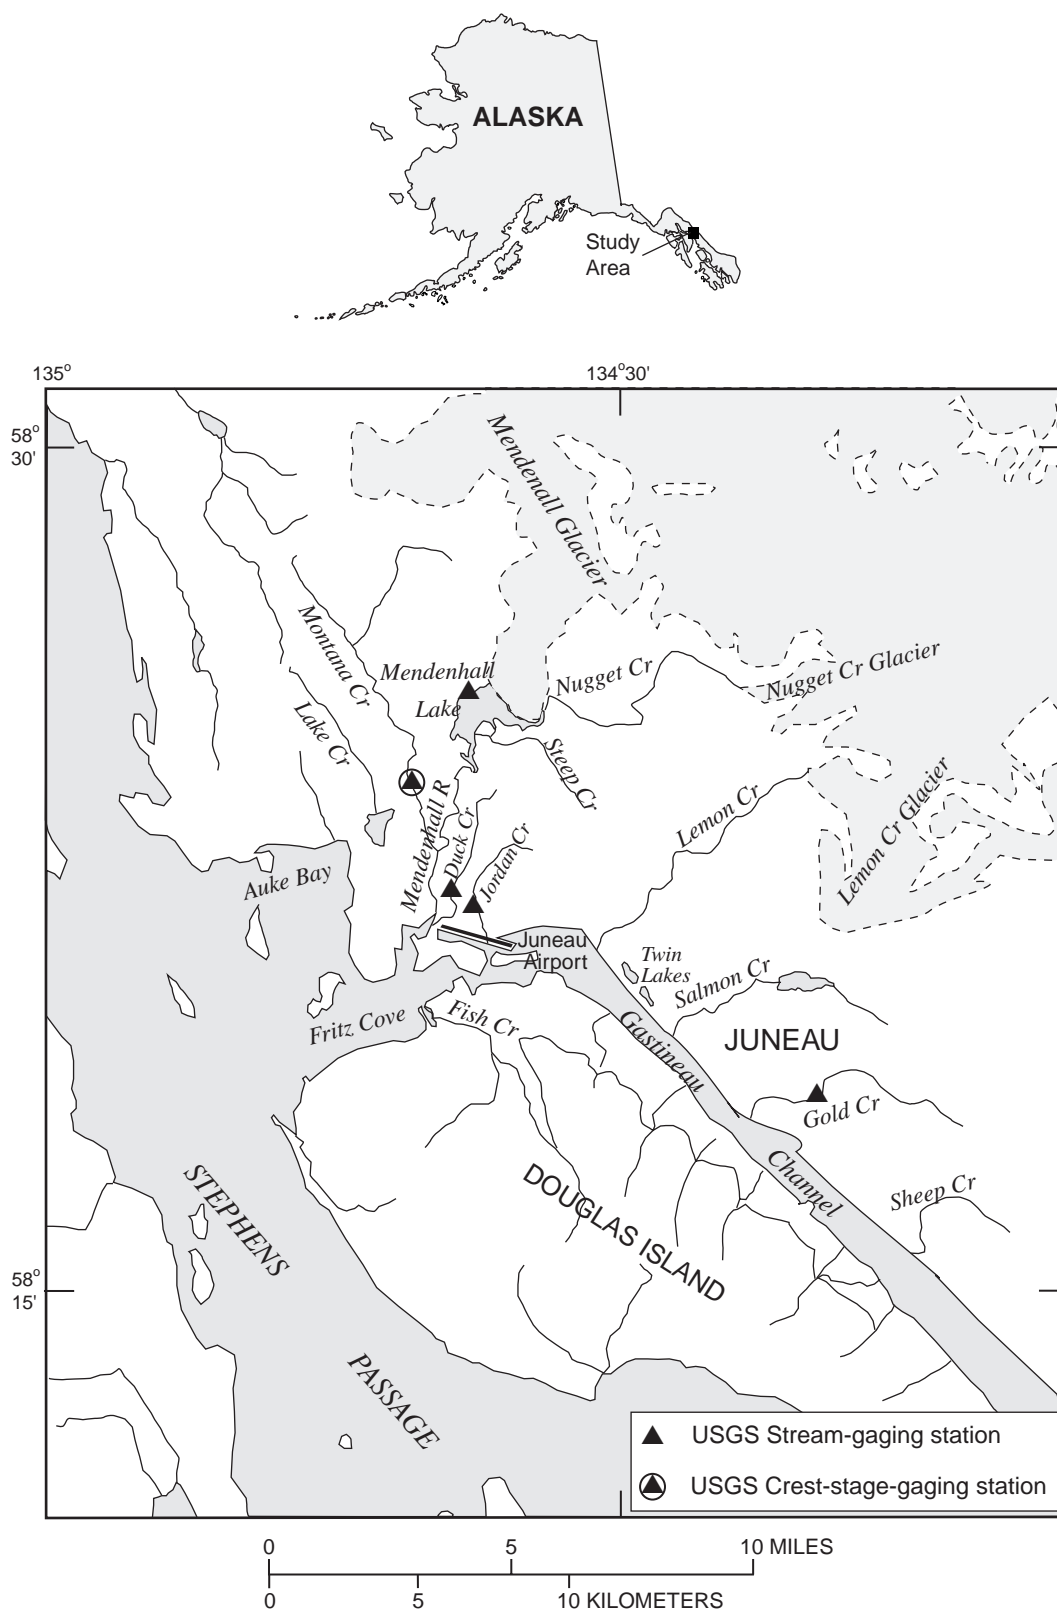 ALASKA
Study
Area
135°
134°30'
58°
30'
Mendenall Glacier
Montana Cr
Mendenhall
Lake
Nugget Cr
Nugget Cr Glacier
Lake Cr
Steep Cr
Mendenhall R
Duck Cr
Jordan Cr
Lemon Cr
Lemon Cr Glacier
Auke Bay
Juneau
Airport
Twin
Lakes
Salmon Cr
Fritz Cove
Fish Cr
Gastineau
JUNEAU
Gold Cr
Channel
Sheep Cr
DOUGLAS ISLAND
STEPHENS
58°
15'
PASSAGE
USGS Stream-gaging station
USGS Crest-stage-gaging station
0 5 10 MILES
0 5 10 KILOMETERS